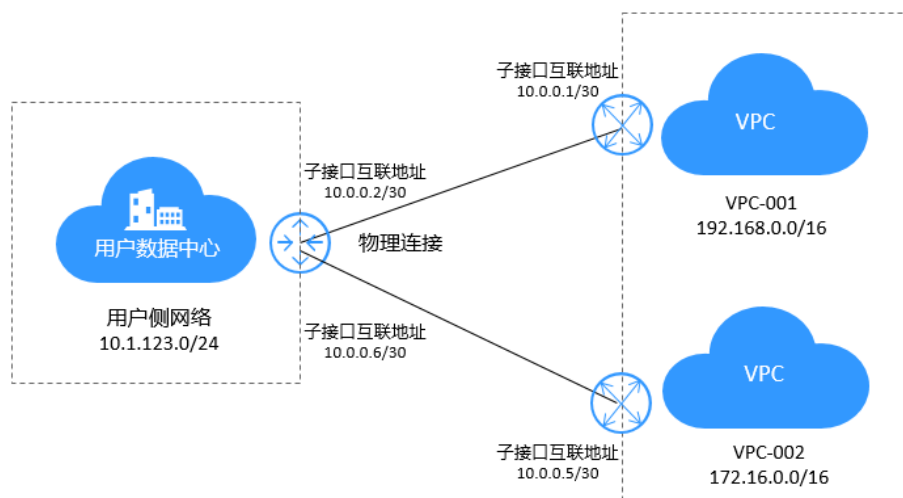 子接口互联地址
10.0.0.1/30
VPC
VPC-001
192.168.0.0/16
子接口互联地址
10.0.0.2/30
物理连接
用户数据中心
用户侧网络
10.1.123.0/24
子接口互联地址
10.0.0.6/30
VPC
子接口互联地址
10.0.0.5/30
VPC-002
172.16.0.0/16